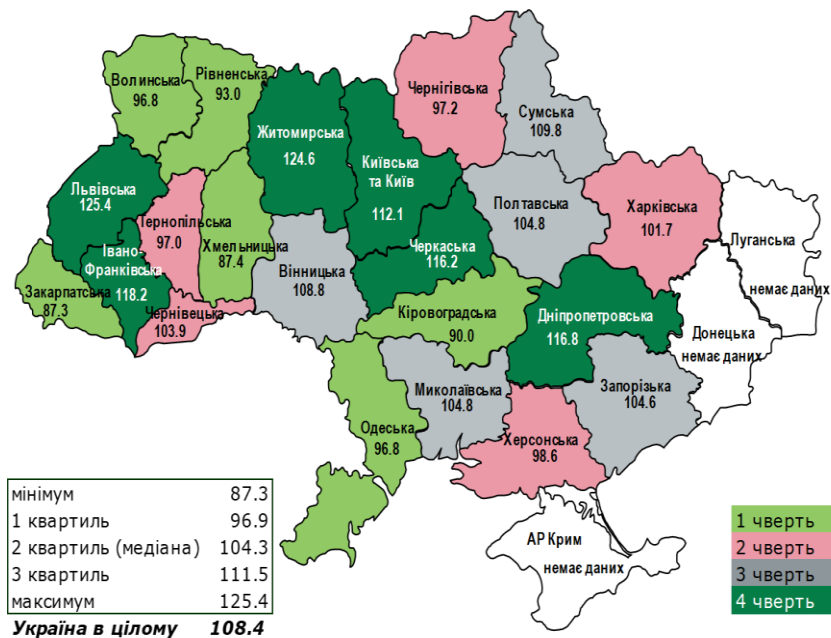 Волинська
96.8
Рівненська
93.0
Житомирська
124.6
Київська
та Київ
112.1
Чернігівська
97.2
Сумська
109.8
Львівська
125.4
Тернопільська
97.0
Хмельницька
87.4
Івано-
Франківська
118.2
Закарпатська
87.3
Чернівецька
103.9
Вінницька
108.8
Черкаська
116.2
Полтавська
104.8
Харківська
101.7
Луганська
немає даних
Кіровоградська
90.0
Дніпропетровська
116.8
Донецька
немає даних
Одеська
96.8
Миколаївська
104.8
Запорізька
104.6
Херсонська
98.6
АР Крим
немає даних
мінімум 87.3
1 квартиль 96.9
2 квартиль (медіана) 104.3
3 квартиль 111.5
максимум 125.4
Україна в цілому 108.4
1 чверть
2 чверть
3 чверть
4 чверть